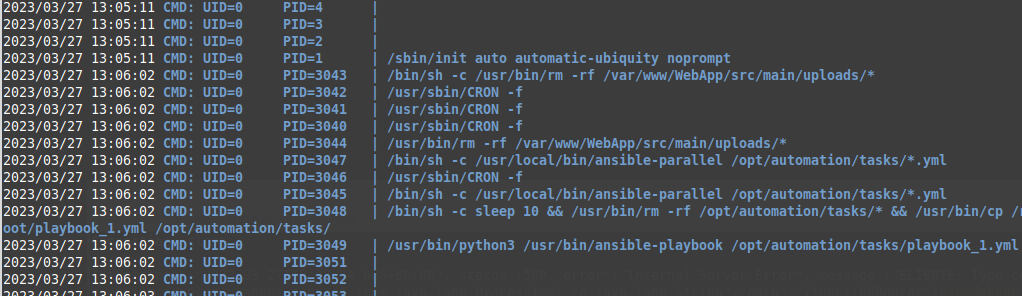 2023/03/27 13:05:11 CMD: UID=0     PID=4      |
2023/03/27 13:05:11 CMD: UID=0     PID=3      |
2023/03/27 13:05:11 CMD: UID=0     PID=2      |
2023/03/27 13:05:11 CMD: UID=0     PID=1      | /sbin/init auto automatic-ubiquity noprompt
2023/03/27 13:06:02 CMD: UID=0     PID=3043   | /bin/sh -c /usr/bin/rm -rf /var/www/WebApp/src/main/uploads/*
2023/03/27 13:06:02 CMD: UID=0     PID=3042   | /usr/sbin/CRON -f
2023/03/27 13:06:02 CMD: UID=0     PID=3041   | /usr/sbin/CRON -f
2023/03/27 13:06:02 CMD: UID=0     PID=3040   | /usr/sbin/CRON -f
2023/03/27 13:06:02 CMD: UID=0     PID=3044   | /usr/bin/rm -rf /var/www/WebApp/src/main/uploads/*
2023/03/27 13:06:02 CMD: UID=0     PID=3047   | /bin/sh -c /usr/local/bin/ansible-parallel /opt/automation/tasks/*.yml
2023/03/27 13:06:02 CMD: UID=0     PID=3046   | /usr/sbin/CRON -f
2023/03/27 13:06:02 CMD: UID=0     PID=3045   | /bin/sh -c /usr/local/bin/ansible-parallel /opt/automation/tasks/*.yml
2023/03/27 13:06:02 CMD: UID=0     PID=3048   | /bin/sh -c sleep 10 && /usr/bin/rm -rf /opt/automation/tasks/* && /usr/bin/cp /r
oot/playbook_1.yml /opt/automation/tasks/
2023/03/27 13:06:02 CMD: UID=0     PID=3049   | /usr/bin/python3 /usr/bin/ansible-playbook /opt/automation/tasks/playbook_1.yml
2023/03/27 13:06:02 CMD: UID=0     PID=3051   |
2023/03/27 13:06:02 CMD: UID=0     PID=3052   |
2023/03/27 13:06:03 CMD: UID=0     PID=3053   |